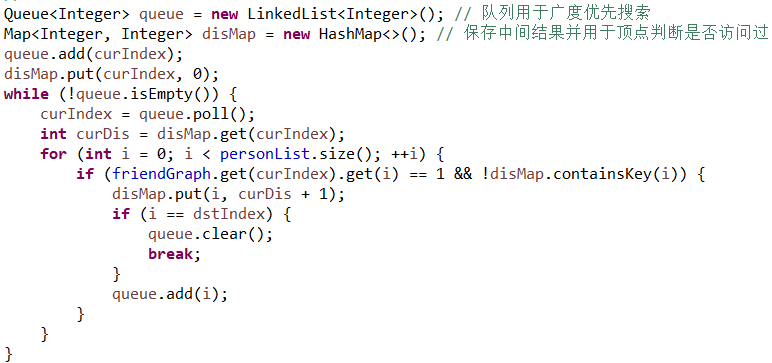 Queue<Integer> queue = new LinkedList<Integer>(); // 队列用于广度优先搜索
Map<Integer, Integer> disMap = new HashMap<>(); // 保存中间结果并用于顶点判断是否访问过
queue.add(curIndex);
disMap.put(curIndex, 0);
while (!queue.isEmpty()) {
    curIndex = queue.poll();
    int curDis = disMap.get(curIndex);
    for (int i = 0; i < personList.size(); ++i) {
        if (friendGraph.get(curIndex).get(i) == 1 && !disMap.containsKey(i)) {
            disMap.put(i, curDis + 1);
            if (i == dstIndex) {
                queue.clear();
                break;
            }
            queue.add(i);
        }
    }
}